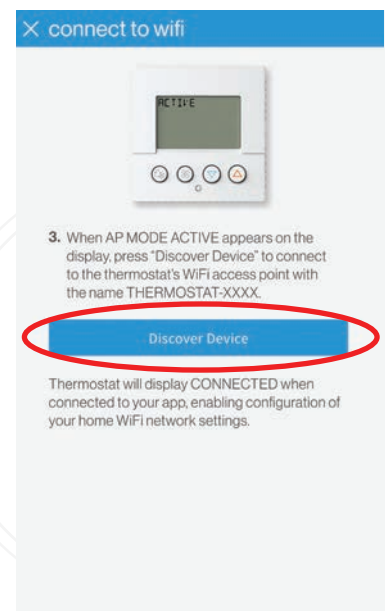 × connect to wifi
ACTIVE
3. When AP MODE ACTIVE appears on the
display, press "Discover Device" to connect
to the thermostat's WiFi access point with
the name THERMOSTAT-XXXX.
Discover Device
Thermostat will display CONNECTED when
connected to your app, enabling configuration of
your home WiFi network settings.